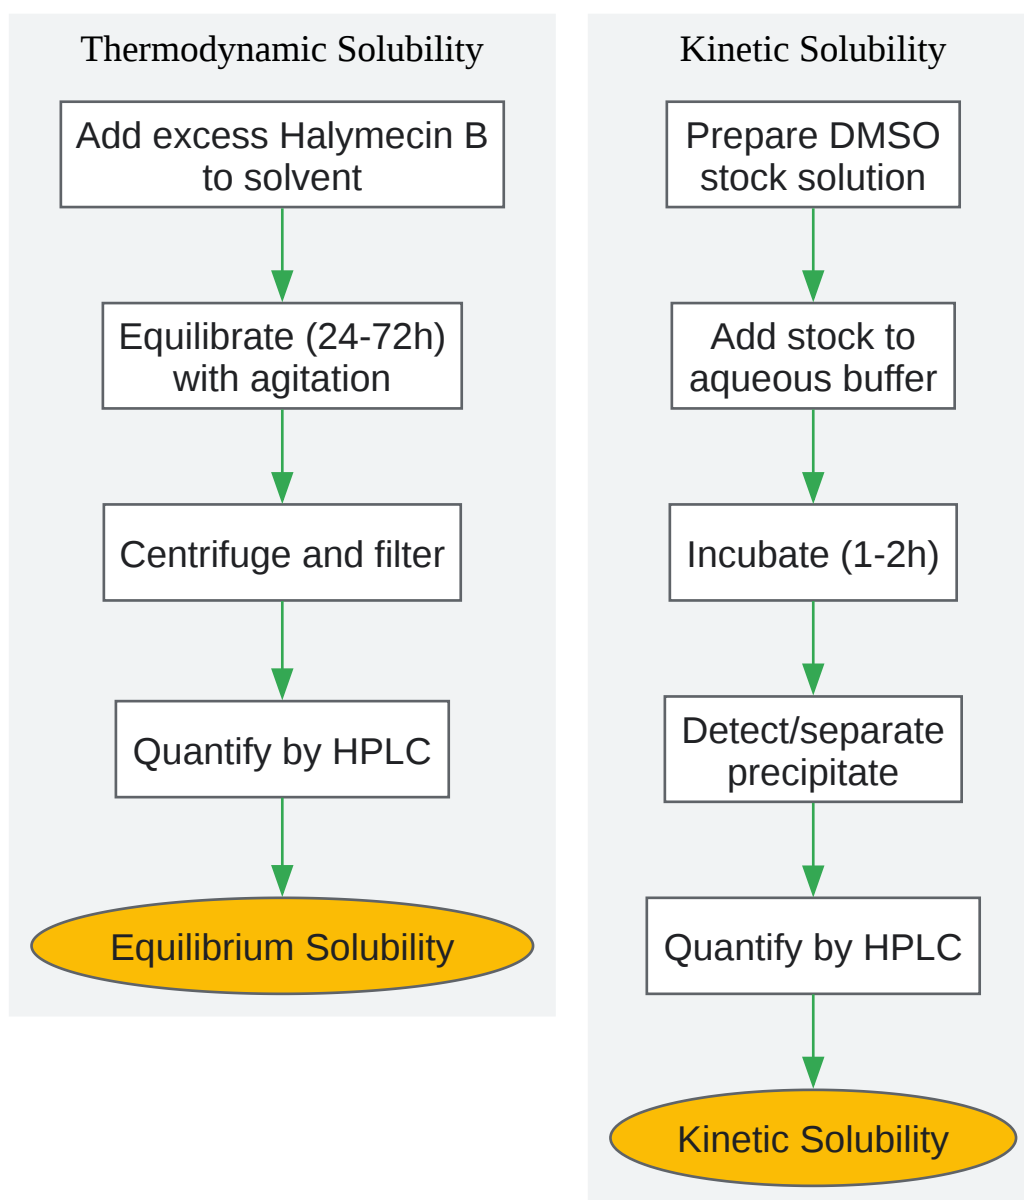 Thermodynamic Solubility
Add excess Halymecin B
to solvent
Equilibrate (24-72h)
with agitation
Centrifuge and filter
Quantify by HPLC
Equilibrium Solubility
Kinetic Solubility
Prepare DMSO
stock solution
Add stock to
aqueous buffer
Incubate (1-2h)
Detect/separate
precipitate
Quantify by HPLC
Kinetic Solubility